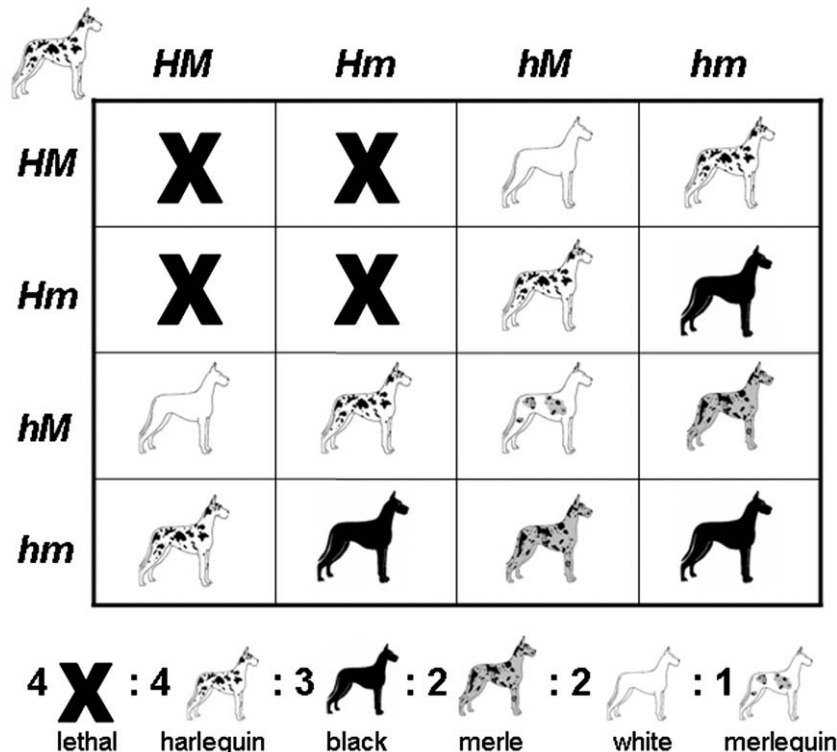 HM Hm hM hm
HM
Hm
hM
hm
4 X : 4 : 3 : 2 : 2 : 1
lethal harlequin black merle white merlequin